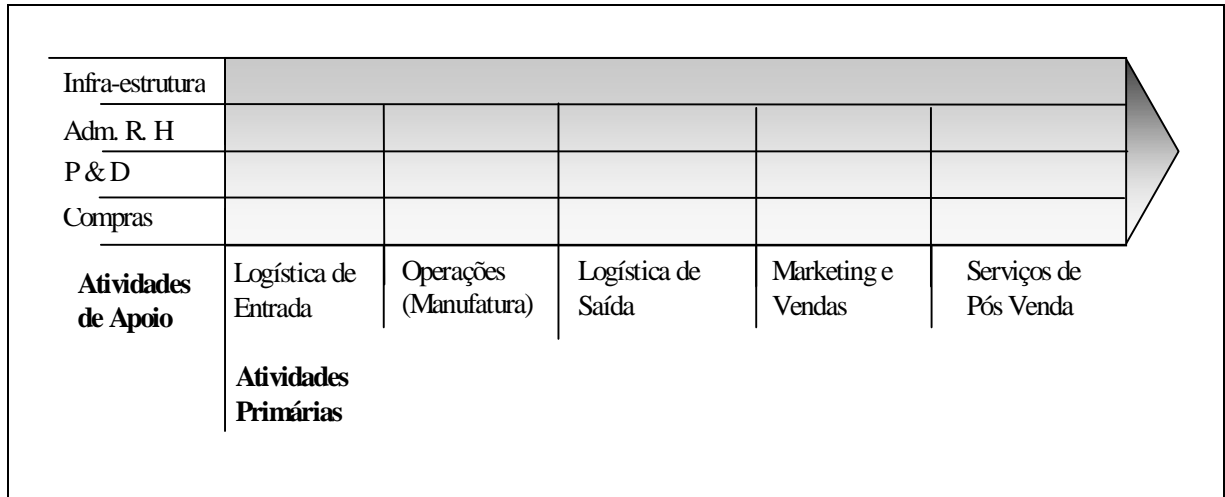 Infra-estrutura
Adm. R. H
P & D
Compras
Atividades
de Apoio
Logística de
Entrada
Operações
(Manufatura)
Logística de
Saída
Marketing e
Vendas
Serviços de
Pós Venda
Atividades
Primárias